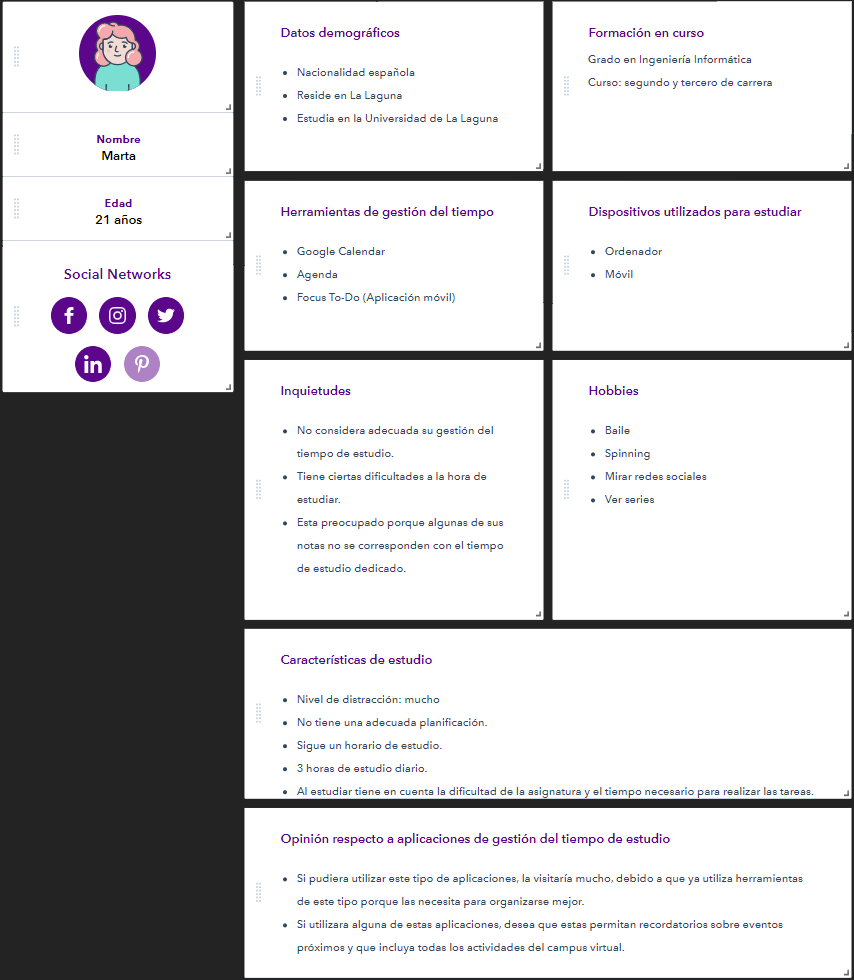 Nombre
Marta
Edad
21 años
Social Networks
Datos demográficos
• Nacionalidad española
• Reside en La Laguna
• Estudia en la Universidad de La Laguna
Formación en curso
Grado en Ingeniería Informática
Curso: segundo y tercero de carrera
Herramientas de gestión del tiempo
• Google Calendar
• Agenda
• Focus To-Do (Aplicación móvil)
Dispositivos utilizados para estudiar
• Ordenador
• Móvil
Inquietudes
• No considera adecuada su gestión del
tiempo de estudio.
• Tiene ciertas dificultades a la hora de
estudiar.
• Esta preocupado porque algunas de sus
notas no se corresponden con el tiempo
de estudio dedicado.
Hobbies
• Baile
• Spinning
• Mirar redes sociales
• Ver series
Características de estudio
• Nivel de distracción: mucho
• No tiene una adecuada planificación.
• Sigue un horario de estudio.
• 3 horas de estudio diario.
• Al estudiar tiene en cuenta la dificultad de la asignatura y el tiempo necesario para realizar las tareas.
Opinión respecto a aplicaciones de gestión del tiempo de estudio
• Si pudiera utilizar este tipo de aplicaciones, la visitaría mucho, debido a que ya utiliza herramientas
de este tipo porque las necesita para organizarse mejor.
• Si utilizara alguna de estas aplicaciones, desea que estas permitan recordatorios sobre eventos
próximos y que incluya todas los actividades del campus virtual.